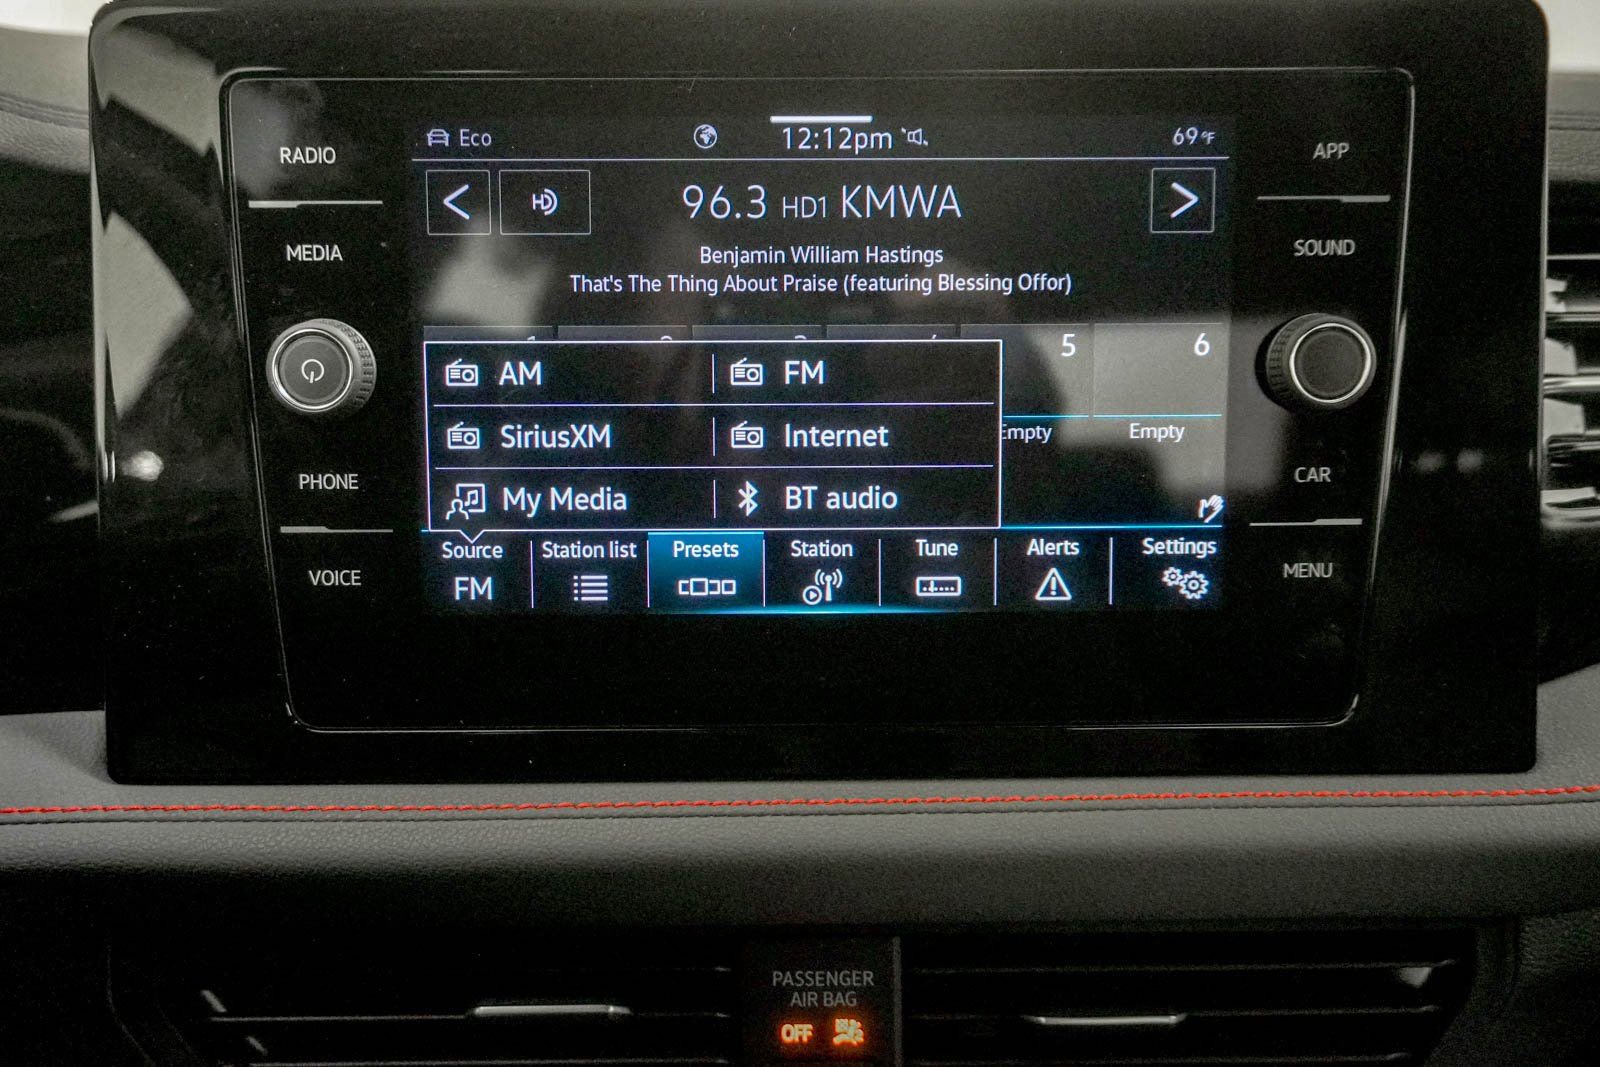 RADIO
MEDIA
PHONE
VOICE
Eco
12:12pm
69°F
HD
96.3 HD1 KMWA
Benjamin William Hastings
That's The Thing About Praise (featuring Blessing Offor)
5
6
AM
FM
SiriusXM
Internet
My Media
BT audio
Empty
Empty
Source
FM
Station list
Presets
Station
Tune
Alerts
Settings
APP
SOUND
CAR
MENU
PASSENGER
AIR BAG
OFF